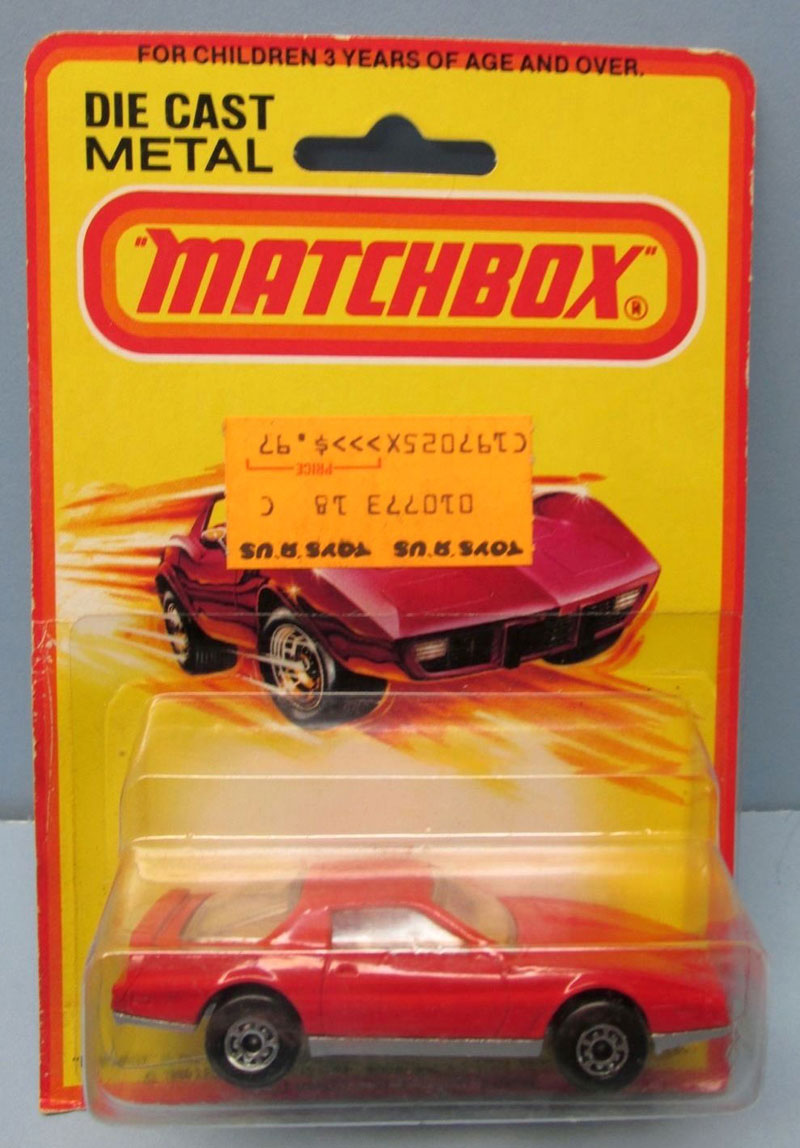 FOR CHILDREN 3 YEARS OF AGE AND OVER.
DIE CAST
METAL
"MATCHBOX"®
TOYS "R" US TOYS "R" US
010773 18 C
PRICE
C197025X>>>>$.97